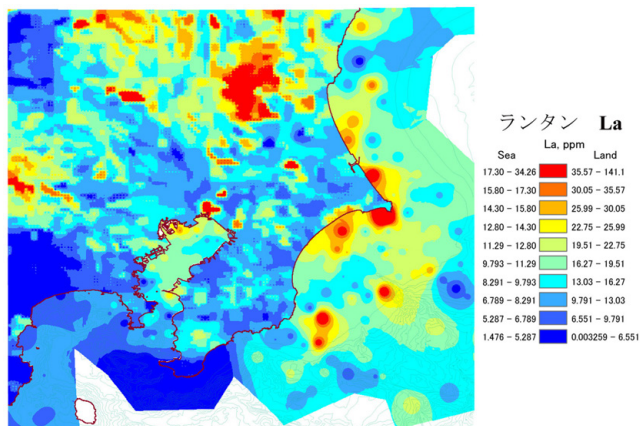 ランタン La
La, ppm
Sea Land
17.30 - 34.26 35.57 - 141.1
15.80 - 17.30 30.05 - 35.57
14.30 - 15.80 25.99 - 30.05
12.80 - 14.30 22.75 - 25.99
11.29 - 12.80 19.51 - 22.75
9.793 - 11.29 16.27 - 19.51
8.291 - 9.793 13.03 - 16.27
6.789 - 8.291 9.791 - 13.03
5.287 - 6.789 6.551 - 9.791
1.476 - 5.287 0.003259 - 6.551